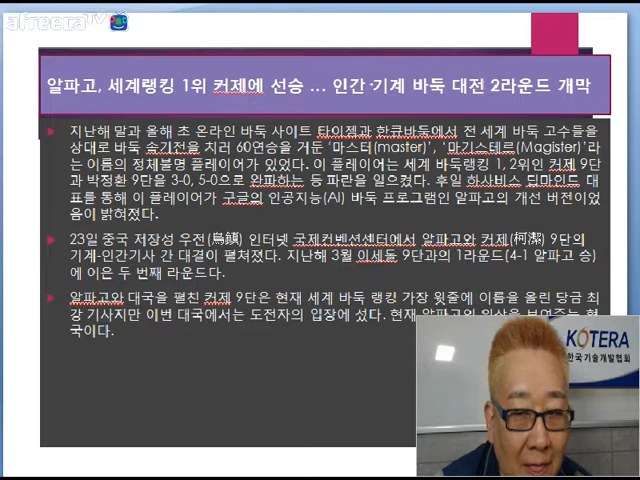 afreecaTV
알파고, 세계랭킹 1위 커제에 선승 … 인간·기계 바둑 대전 2라운드 개막
지난해 말과 올해 초 온라인 바둑 사이트 타이젬과 한큐바둑에서 전 세계 바둑 고수들을
상대로 바둑 속기전을 치러 60연승을 거둔 '마스터(master)', '마기스테르(Magister)'라
는 이름의 정체불명 플레이어가 있었다. 이 플레이어는 세계 바둑랭킹 1, 2위인 커제 9단
과 박정환 9단을 3-0, 5-0으로 완파하는 등 파란을 일으켰다. 후일 하사비스 딥마인드 대
표를 통해 이 플레이어가 구글의 인공지능(AI) 바둑 프로그램인 알파고의 개선 버전이었
음이 밝혀졌다.
23일 중국 저장성 우전(烏鎭) 인터넷 국제컨벤션센터에서 알파고와 커제(柯潔) 9단의
기계-인간기사 간 대결이 펼쳐졌다. 지난해 3월 이세돌 9단과의 1라운드(4-1 알파고 승)
에 이은 두 번째 라운드다.
알파고와 대국을 펼친 커제 9단은 현재 세계 바둑 랭킹 가장 윗줄에 이름을 올린 당금 최
강 기사지만 이번 대국에서는 도전자의 입장에 섰다. 현재 알파고의 위상을 보여주는 형
국이다.
KOTERA
한국기술개발협회